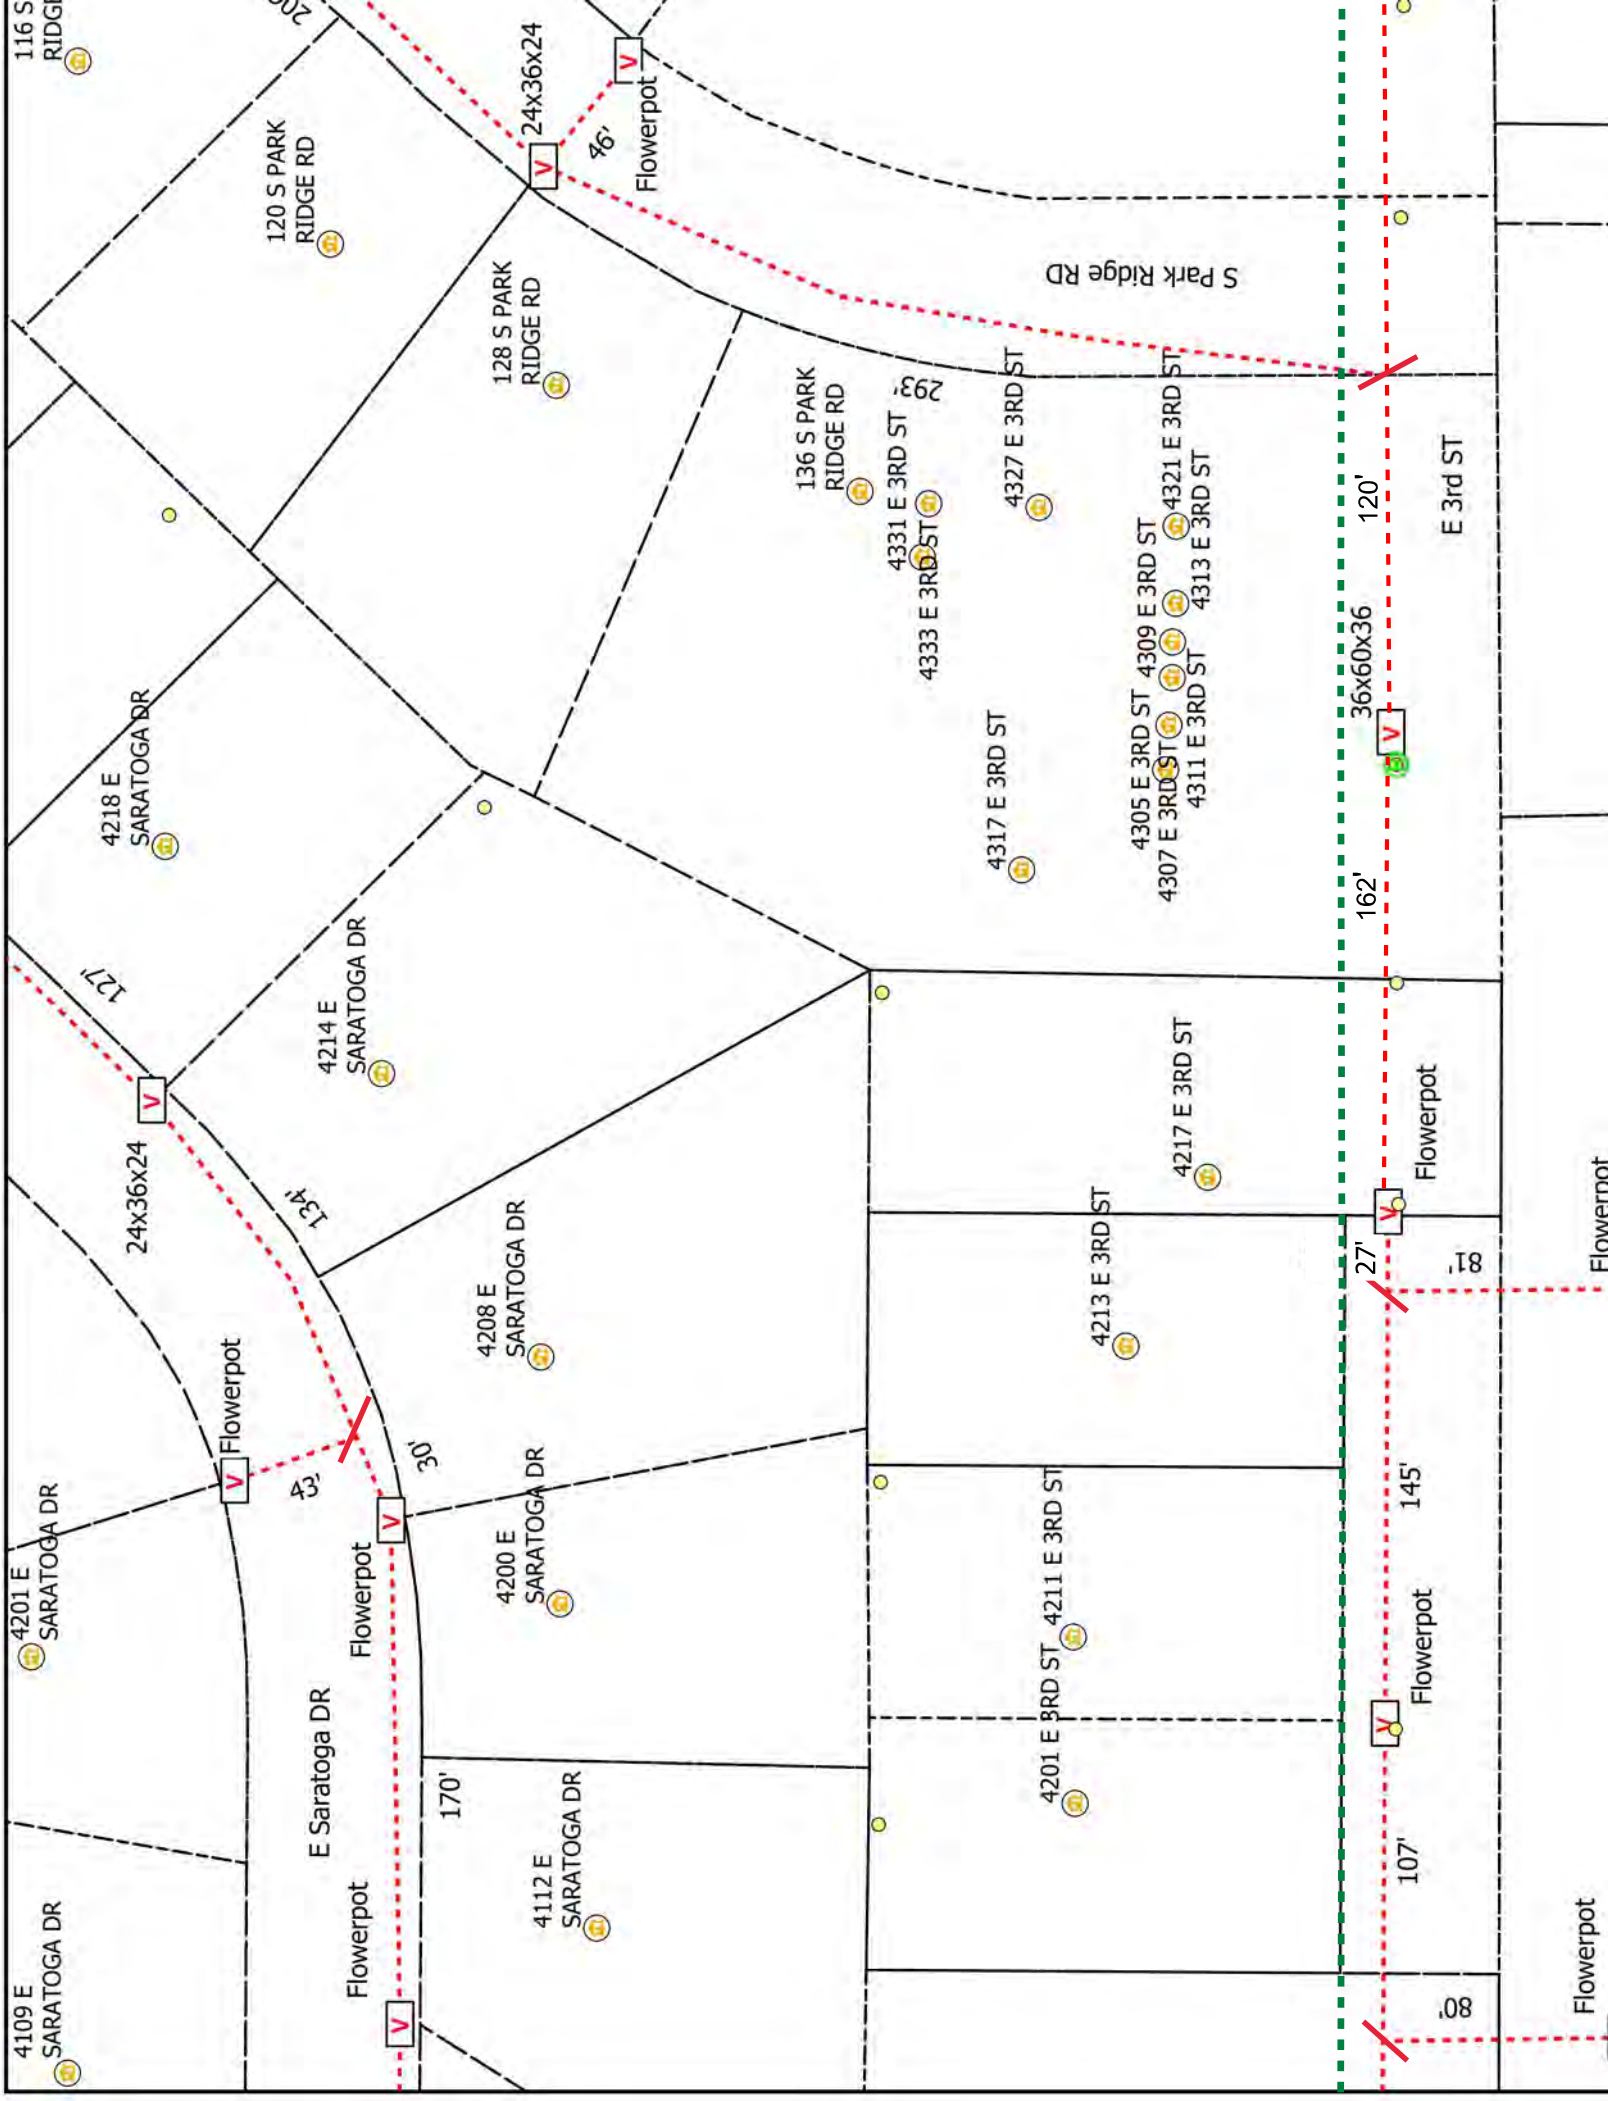 116 S
RIDGE
200
120 S PARK
RIDGE RD
24x36x24
V
V
46'
Flowerpot
128 S PARK
RIDGE RD
S Park Ridge RD
293'
136 S PARK
RIDGE RD
4331 E 3RD ST
4333 E 3RD ST
4327 E 3RD ST
4321 E 3RD ST
4313 E 3RD ST
4309 E 3RD ST
4305 E 3RD ST
4311 E 3RD ST
4307 E 3RD ST
4317 E 3RD ST
120'
E 3rd ST
36x60x36
V
162'
4218 E
SARATOGA DR
127'
4214 E
SARATOGA DR
V
24x36x24
134'
4217 E 3RD ST
Flowerpot
V
4213 E 3RD ST
27'
81'
Flowerpot
4208 E
SARATOGA DR
Flowerpot
V
43'
30'
4201 E
SARATOGA DR
V
Flowerpot
4200 E
SARATOGA DR
4211 E 3RD ST
145'
Flowerpot
V
4201 E 3RD ST
E Saratoga DR
170'
4112 E
SARATOGA DR
107'
Flowerpot
V
4109 E
SARATOGA DR
80'
Flowerpot